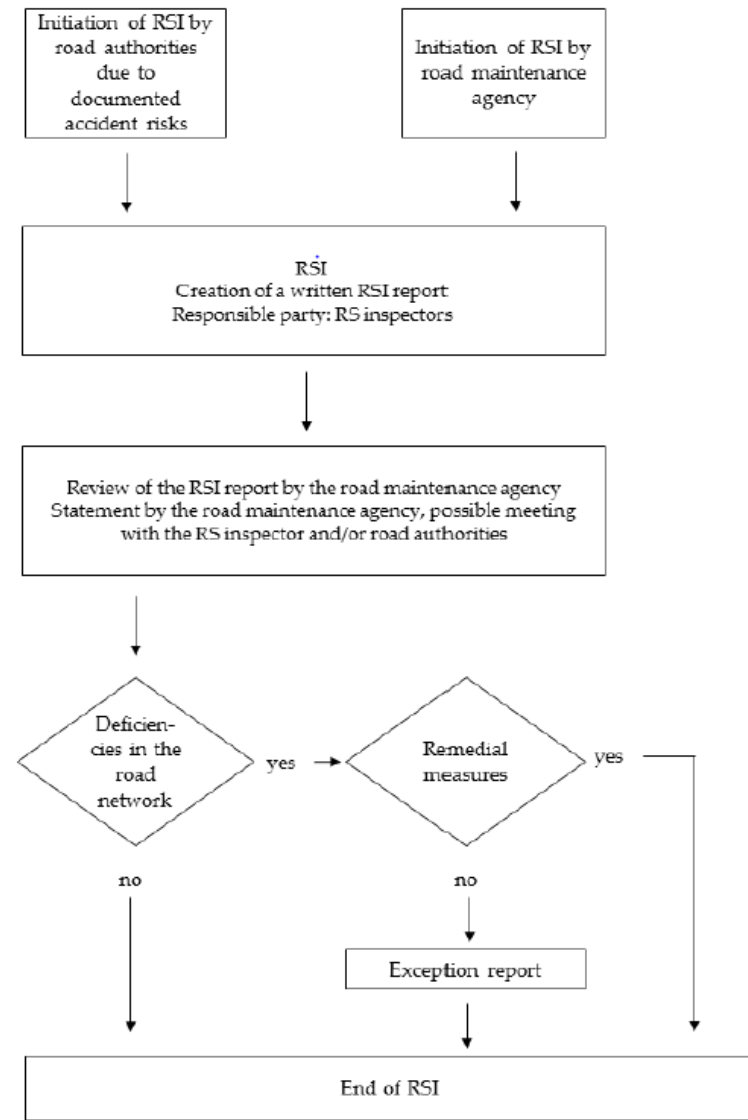 Initiation of RSI by
road authorities
due to
documented
accident risks
Initiation of RSI by
road maintenance
agency
RSI
Creation of a written RSI report
Responsible party: RS inspectors
Review of the RSI report by the road maintenance agency
Statement by the road maintenance agency, possible meeting
with the RS inspector and/or road authorities
Deficien-
cies in the
road
network
yes
Remedial
measures
yes
no
no
Exception report
End of RSI